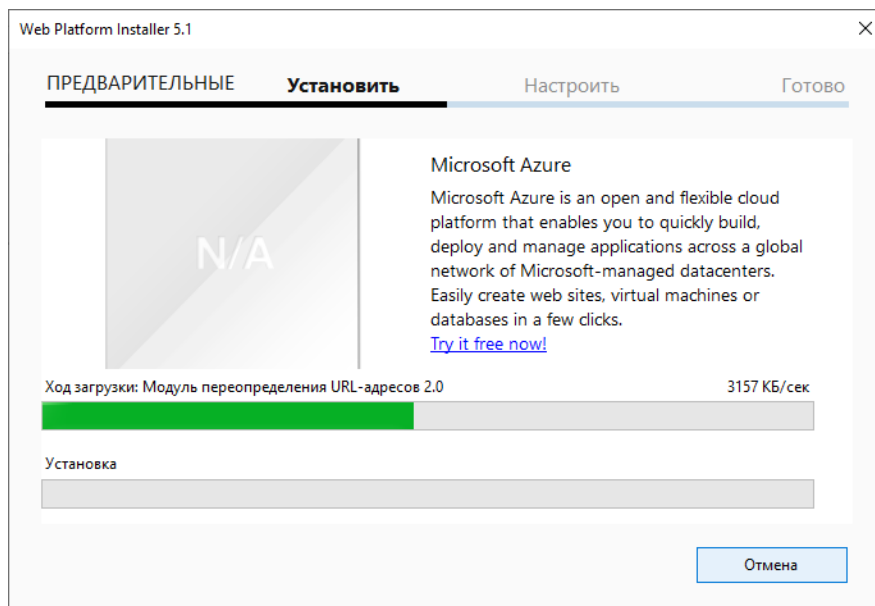 Web Platform Installer 5.1
ПРЕДВАРИТЕЛЬНЫЕ Установить Настроить Готово
N/A
Microsoft Azure
Microsoft Azure is an open and flexible cloud
platform that enables you to quickly build,
deploy and manage applications across a global
network of Microsoft-managed datacenters.
Easily create web sites, virtual machines or
databases in a few clicks.
Try it free now!
Ход загрузки: Модуль переопределения URL-адресов 2.0 3157 КБ/сек
Установка
Отмена